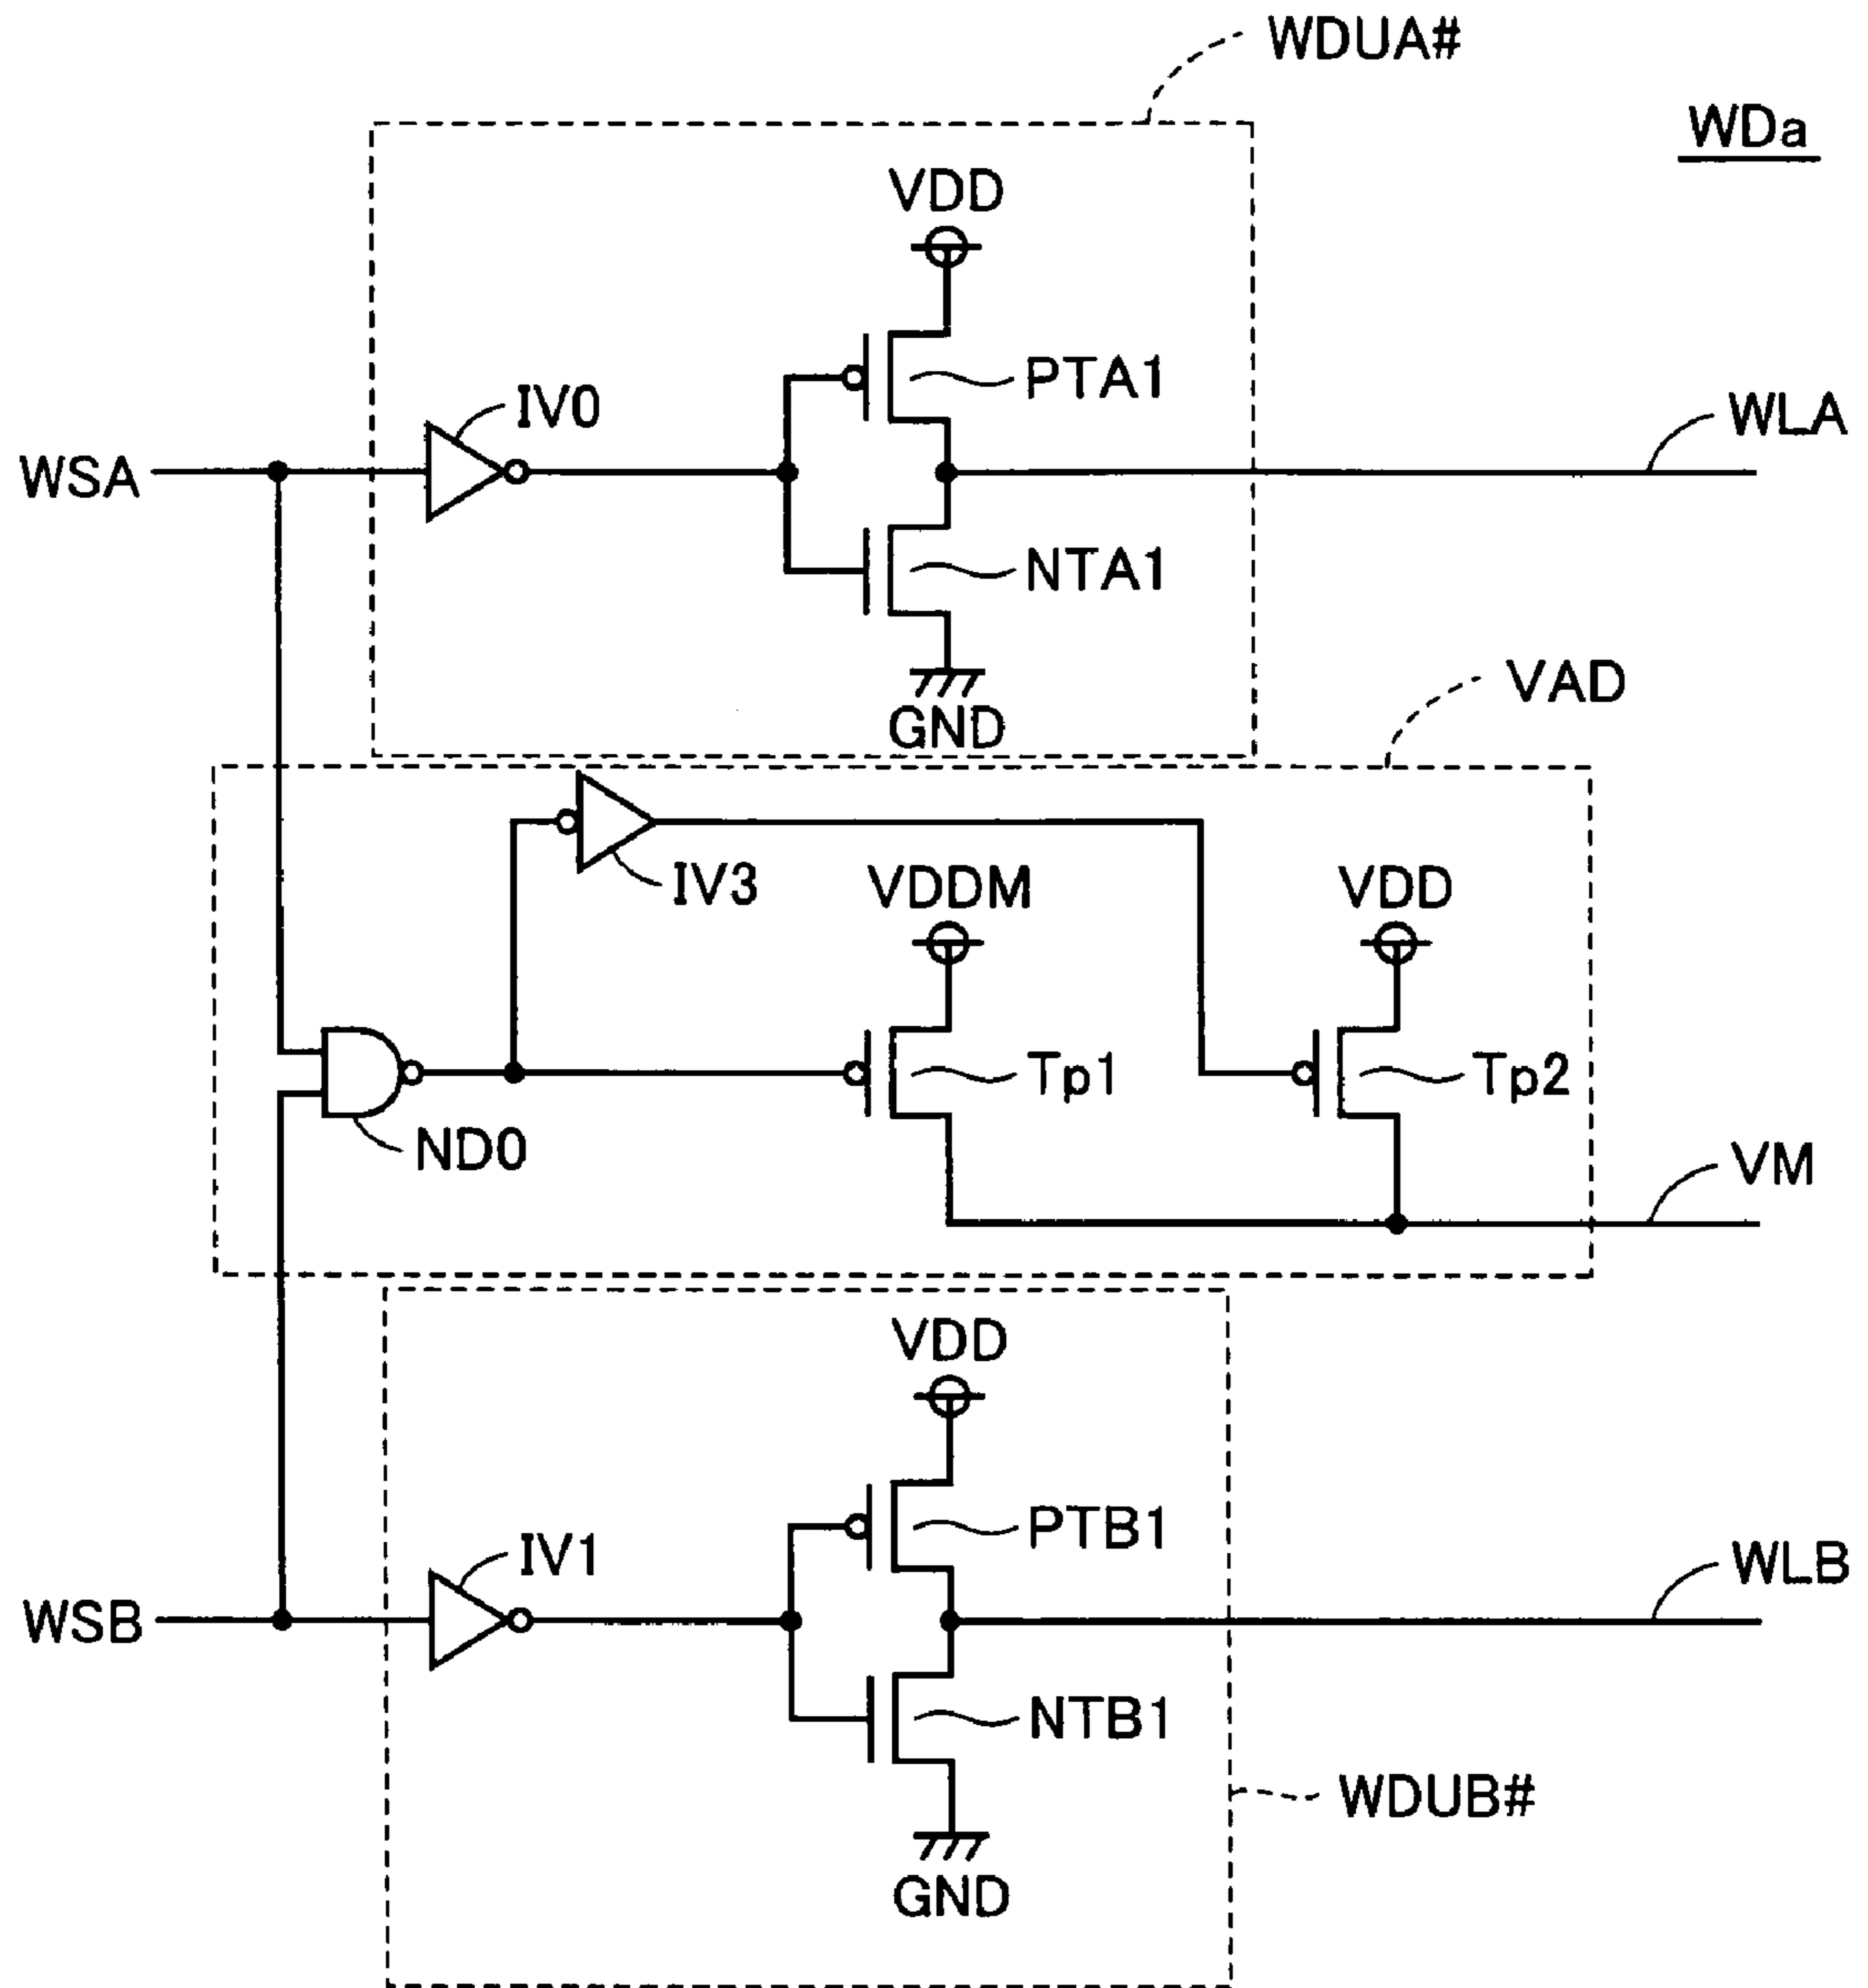 WDUA#
WDa
VDD
PTA1
IV0
WLA
WSA
NTA1
VAD
GND
IV3
VDDM
VDD
Tp1
Tp2
ND0
VM
VDD
PTB1
IV1
WLB
WSB
NTB1
WDUB#
GND